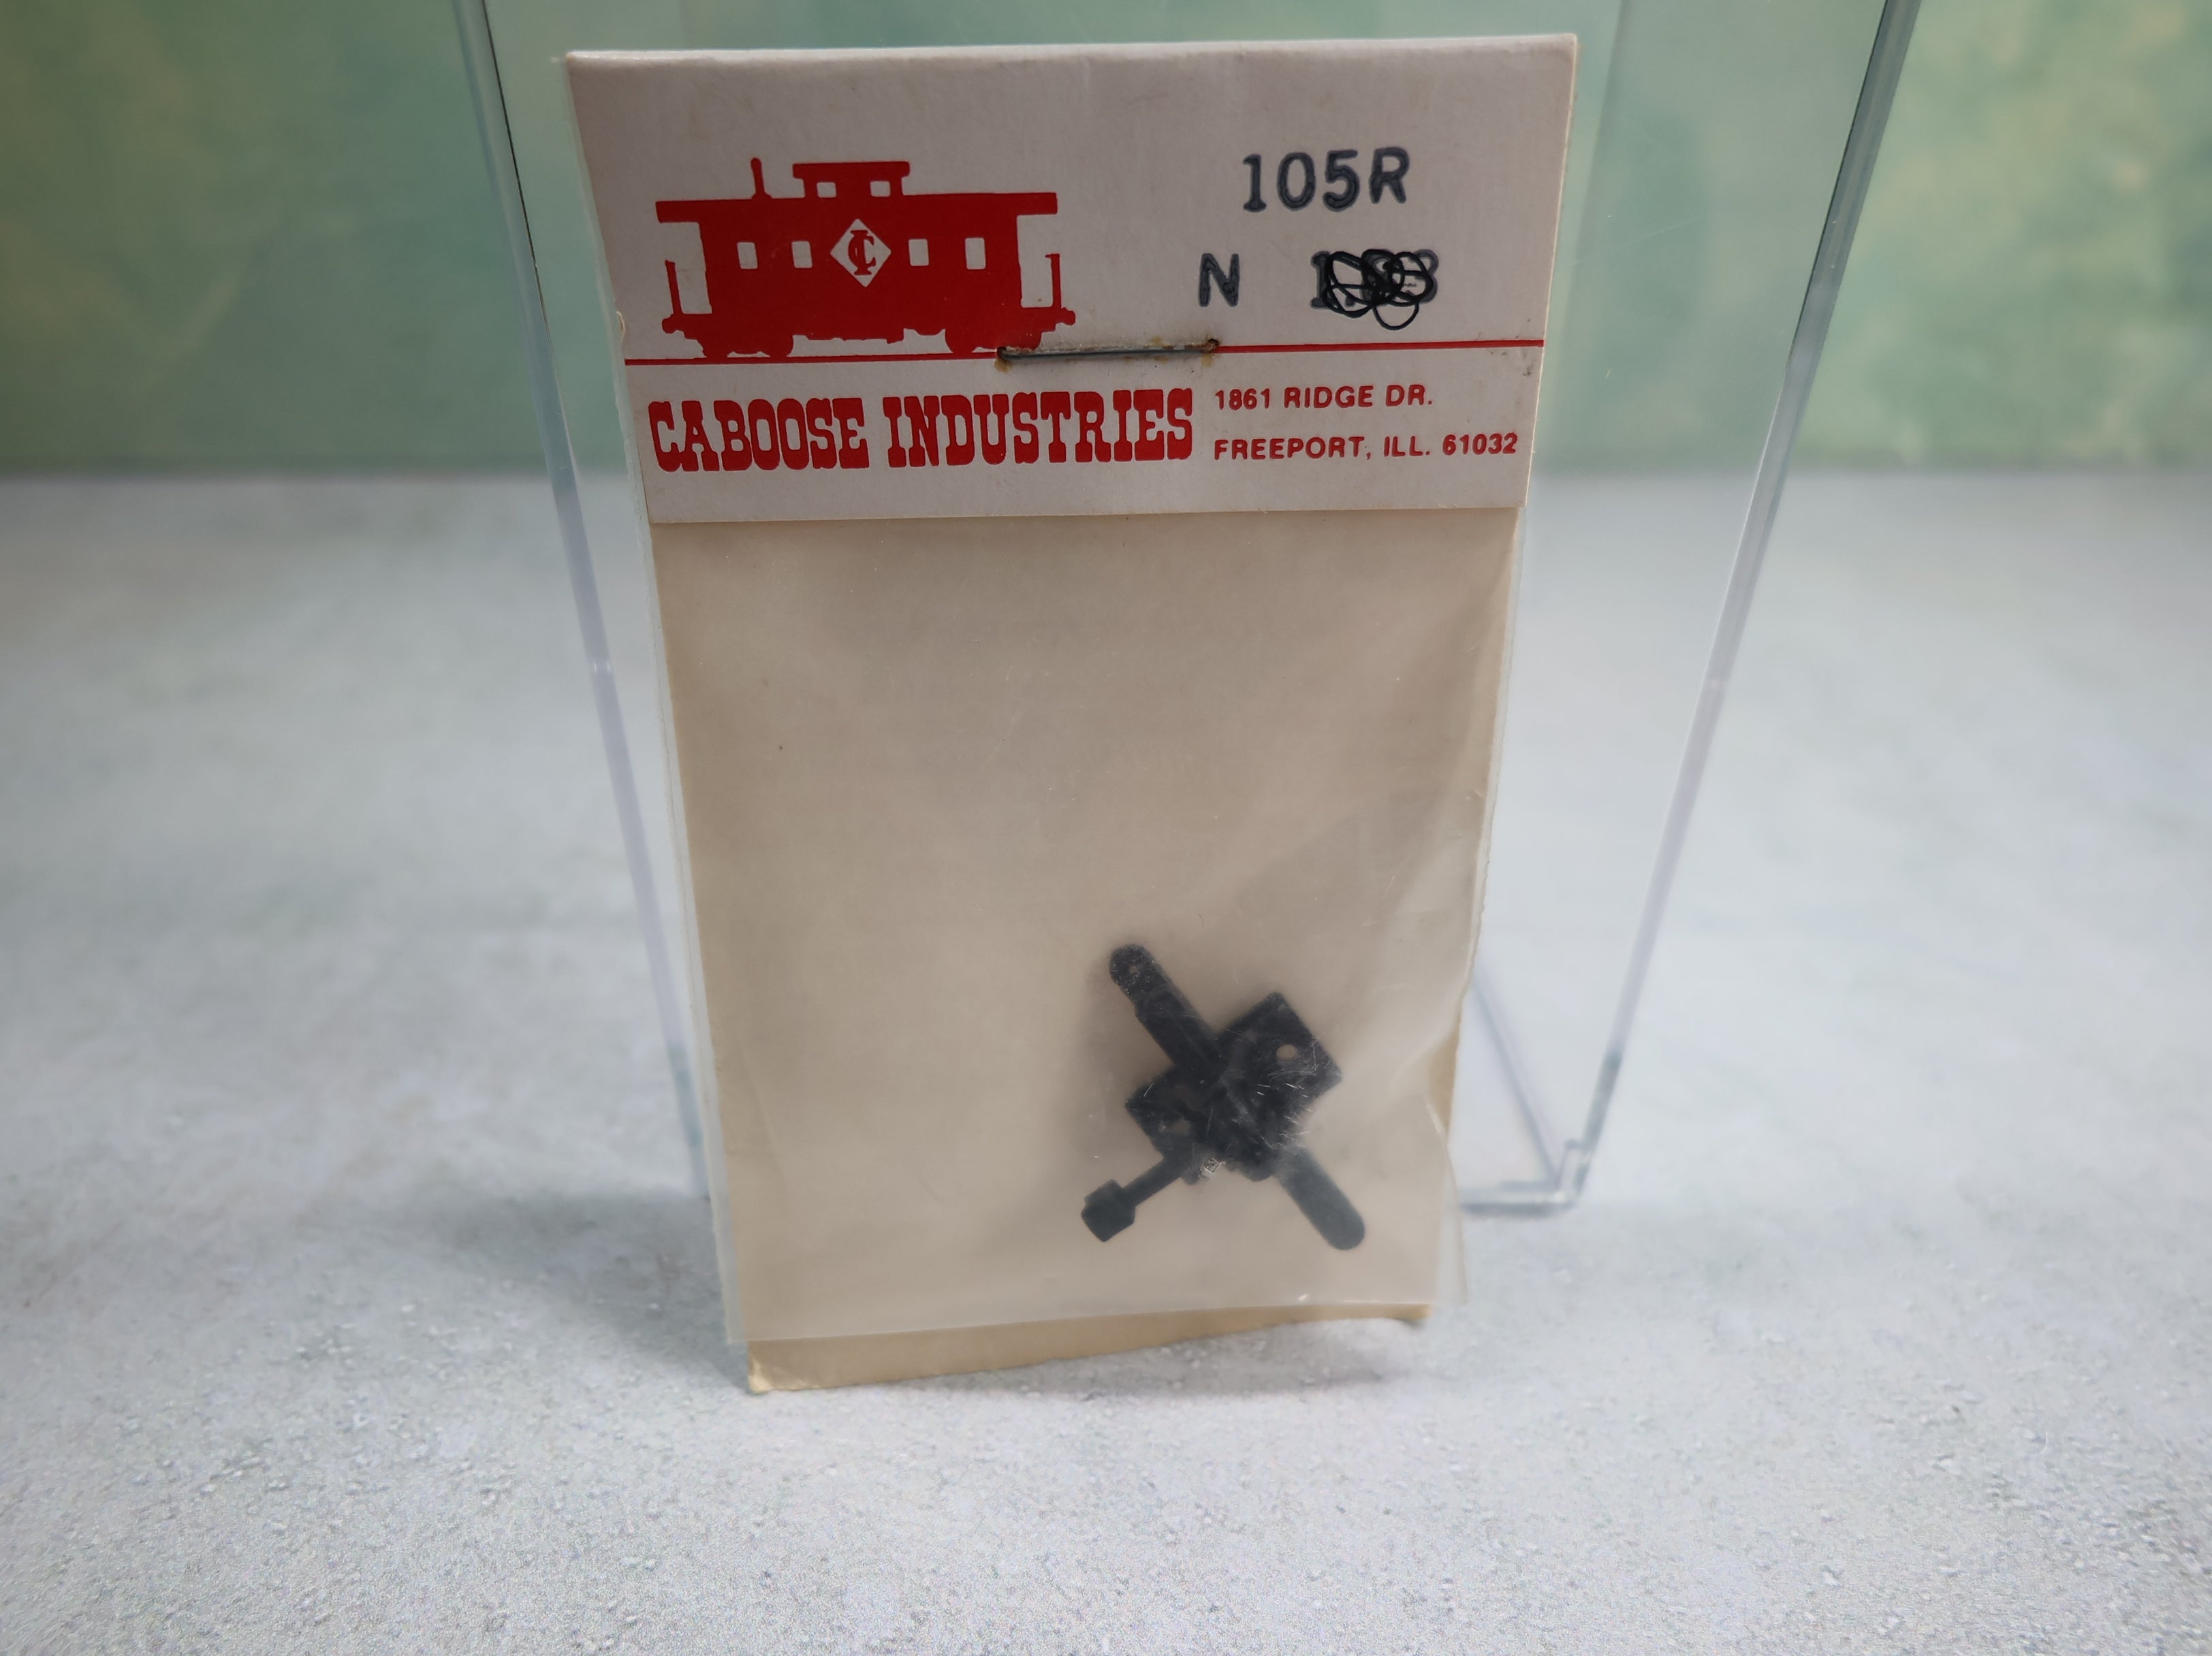 105R
N
CABOOSE INDUSTRIES
1861 RIDGE DR.
FREEPORT, ILL. 61032